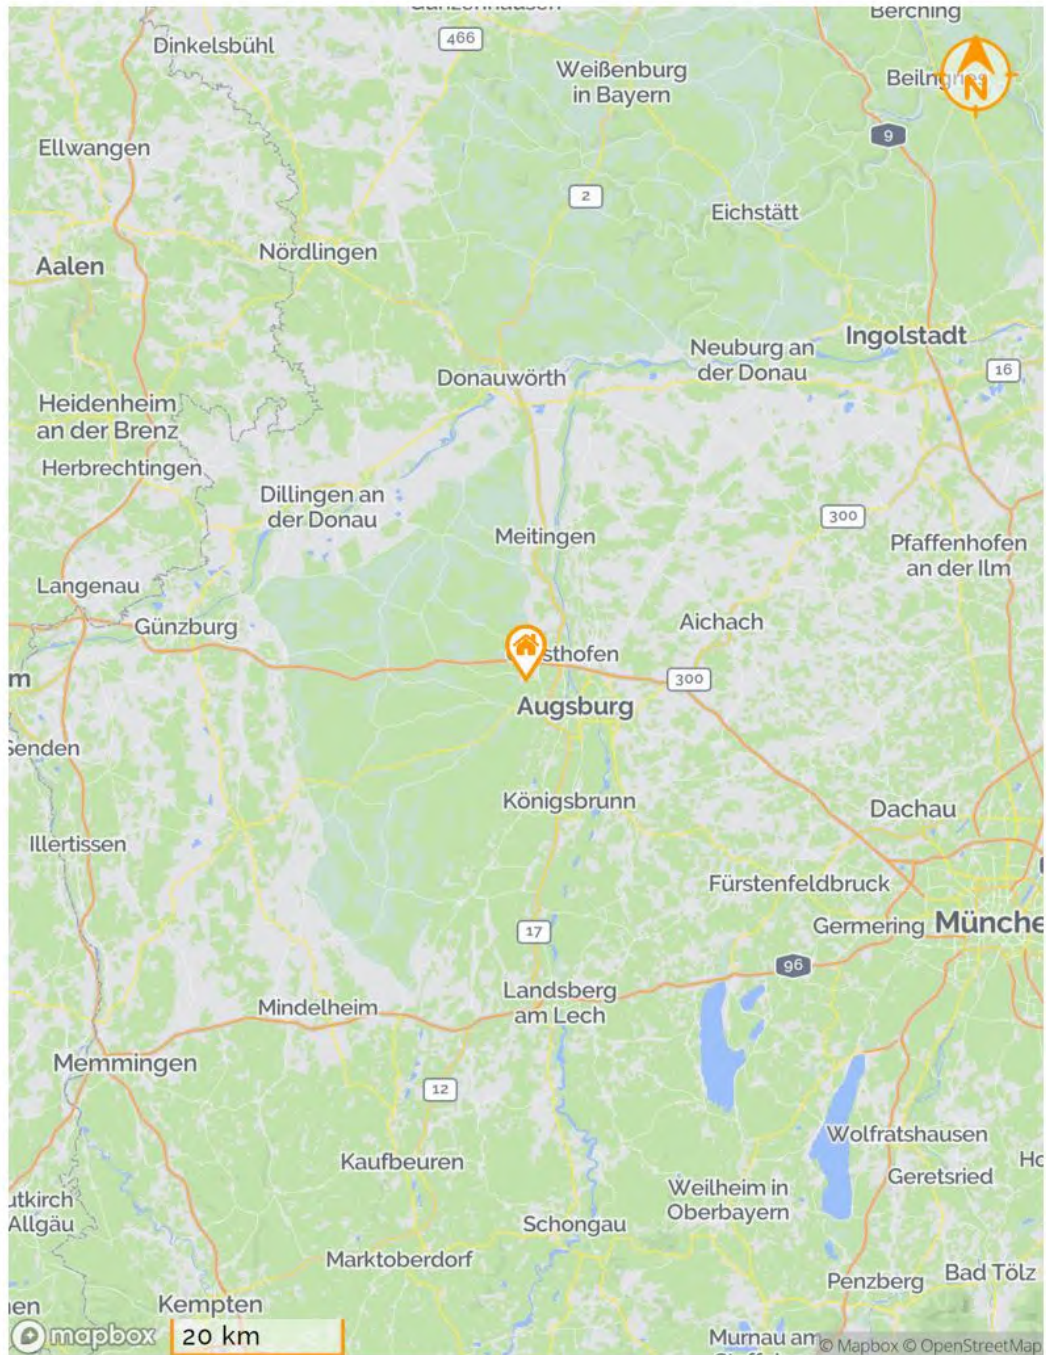 Berching
Dinkelsbühl
466
Weißenburg
in Bayern
N
Ellwangen
9
2
Eichstätt
Nördlingen
Aalen
Ingolstadt
Neuburg an
der Donau
16
Donauwörth
Heidenheim
an der Brenz
Herbrechtingen
Dillingen an
der Donau
300
Meitingen
Pfaffenhofen
an der Ilm
Langenau
Günzburg
Aichach
sthofen
m
300
Augsburg
Senden
Königsbrunn
Dachau
Illertissen
Fürstenfeldbruck
Germering
Münche
17
96
Landsberg
am Lech
Mindelheim
Memmingen
12
Wolfratshausen
Kaufbeuren
Geretsried
Weilheim in
Oberbayern
utkirch
Allgäu
Schongau
Marktoberdorf
Penzberg
Bad Tölz
en
Kempten
mapbox
20 km
Murnau am
© Mapbox © OpenStreetMap